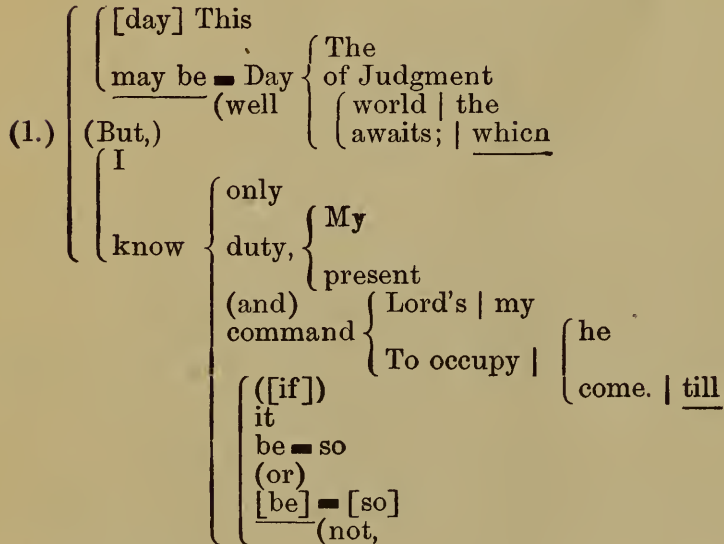 [day] This
The
may be = Day of Judgment
(well world | the
(1.) (But,) awaits; | whicn
I
only
My
know duty,
present
(and) Lord's | my
command he
To occupy |
([if]) come. | till
it
be = so
(or)
[be] = [so]
(not,